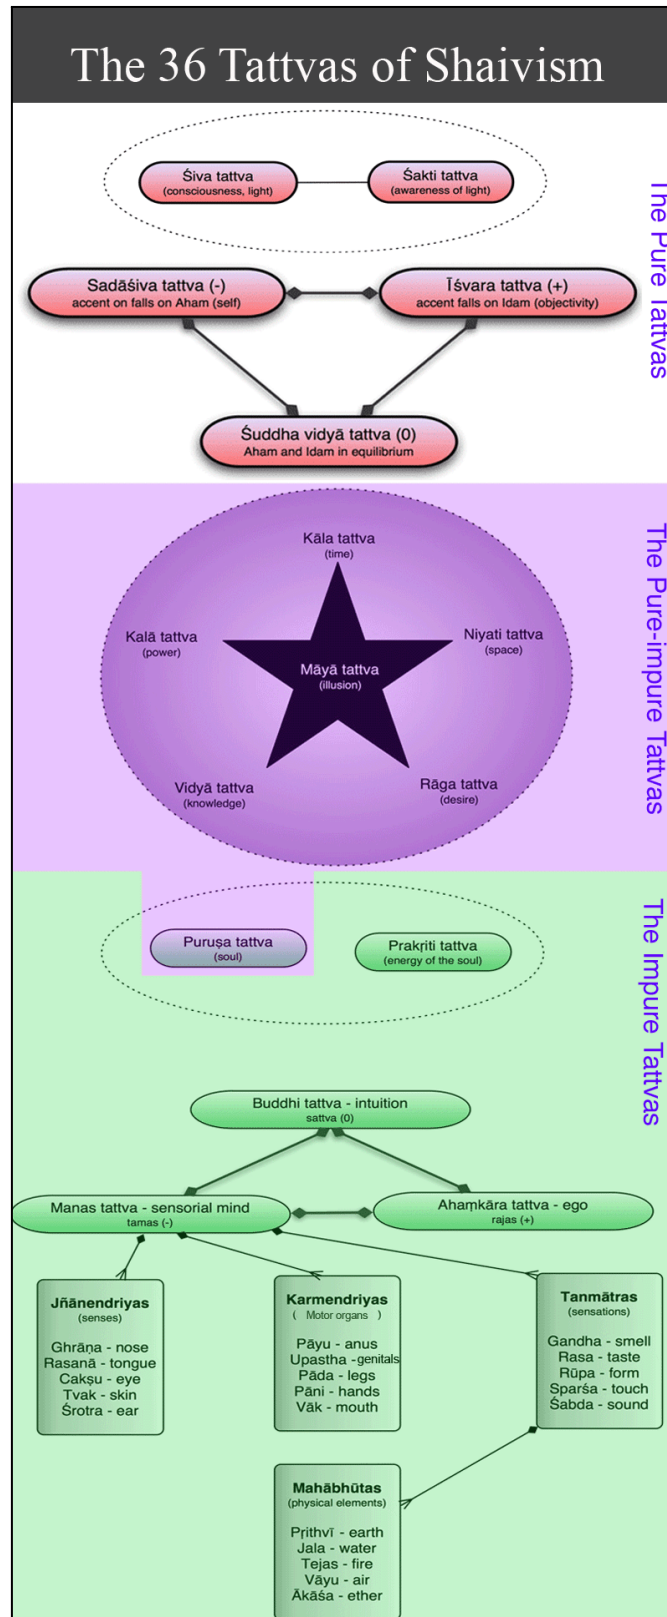 The 36 Tattvas of Shaivism
Śiva tattva
(consciousness, light)
Śakti tattva
(awareness of light)
The Pure Tattvas
Sadāśiva tattva (-)
accent on falls on Aham (self)
Īśvara tattva (+)
accent falls on Idam (objectivity)
Śuddha vidyā tattva (0)
Aham and Idam in equilibrium
The Pure-impure Tattvas
Kāla tattva
(time)
Kalā tattva
(power)
Niyati tattva
(space)
Māyā tattva
(illusion)
Vidyā tattva
(knowledge)
Rāga tattva
(desire)
The Impure Tattvas
Puruṣa tattva
(soul)
Prakṛiti tattva
(energy of the soul)
Buddhi tattva - intuition
sattva (0)
Manas tattva - sensorial mind
tamas (-)
Ahaṃkāra tattva - ego
rajas (+)
Jñānendriyas
(senses)
Ghrāṇa - nose
Rasanā - tongue
Cakṣu - eye
Tvak - skin
Śrotra - ear
Karmendriyas
( Motor organs )
Pāyu - anus
Upastha -genitals
Pāda - legs
Pāni - hands
Vāk - mouth
Tanmātras
(sensations)
Gandha - smell
Rasa - taste
Rūpa - form
Sparśa - touch
Śabda - sound
Mahābhūtas
(physical elements)
Pṛithvī - earth
Jala - water
Tejas - fire
Vāyu - air
Ākāśa - ether